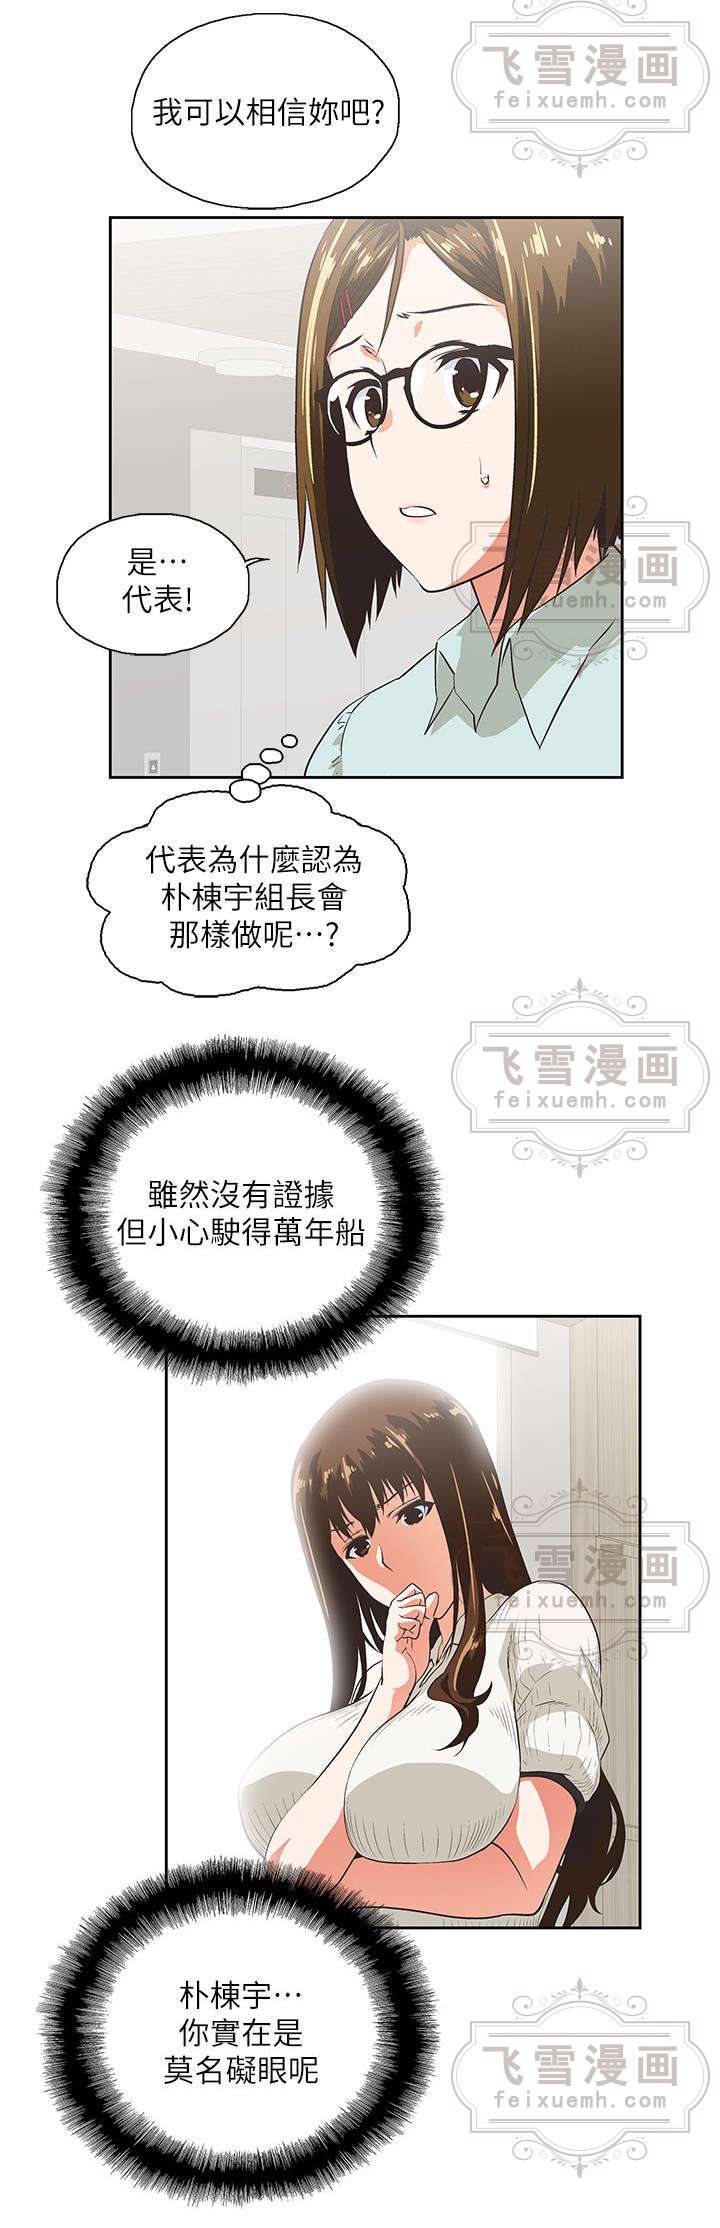 飞雪漫画
feixuemh.com
我可以相信妳吧?
是…
代表!
飞雪漫画
feixuemh.com
代表為什麼認為
朴棟宇組長會
那樣做呢…?
飞雪漫画
feixuemh.com
雖然沒有證據
但小心駛得萬年船
飞雪漫画
feixuemh.com
朴棟宇…
你實在是
莫名礙眼呢
飞雪漫画
feixuemh.com